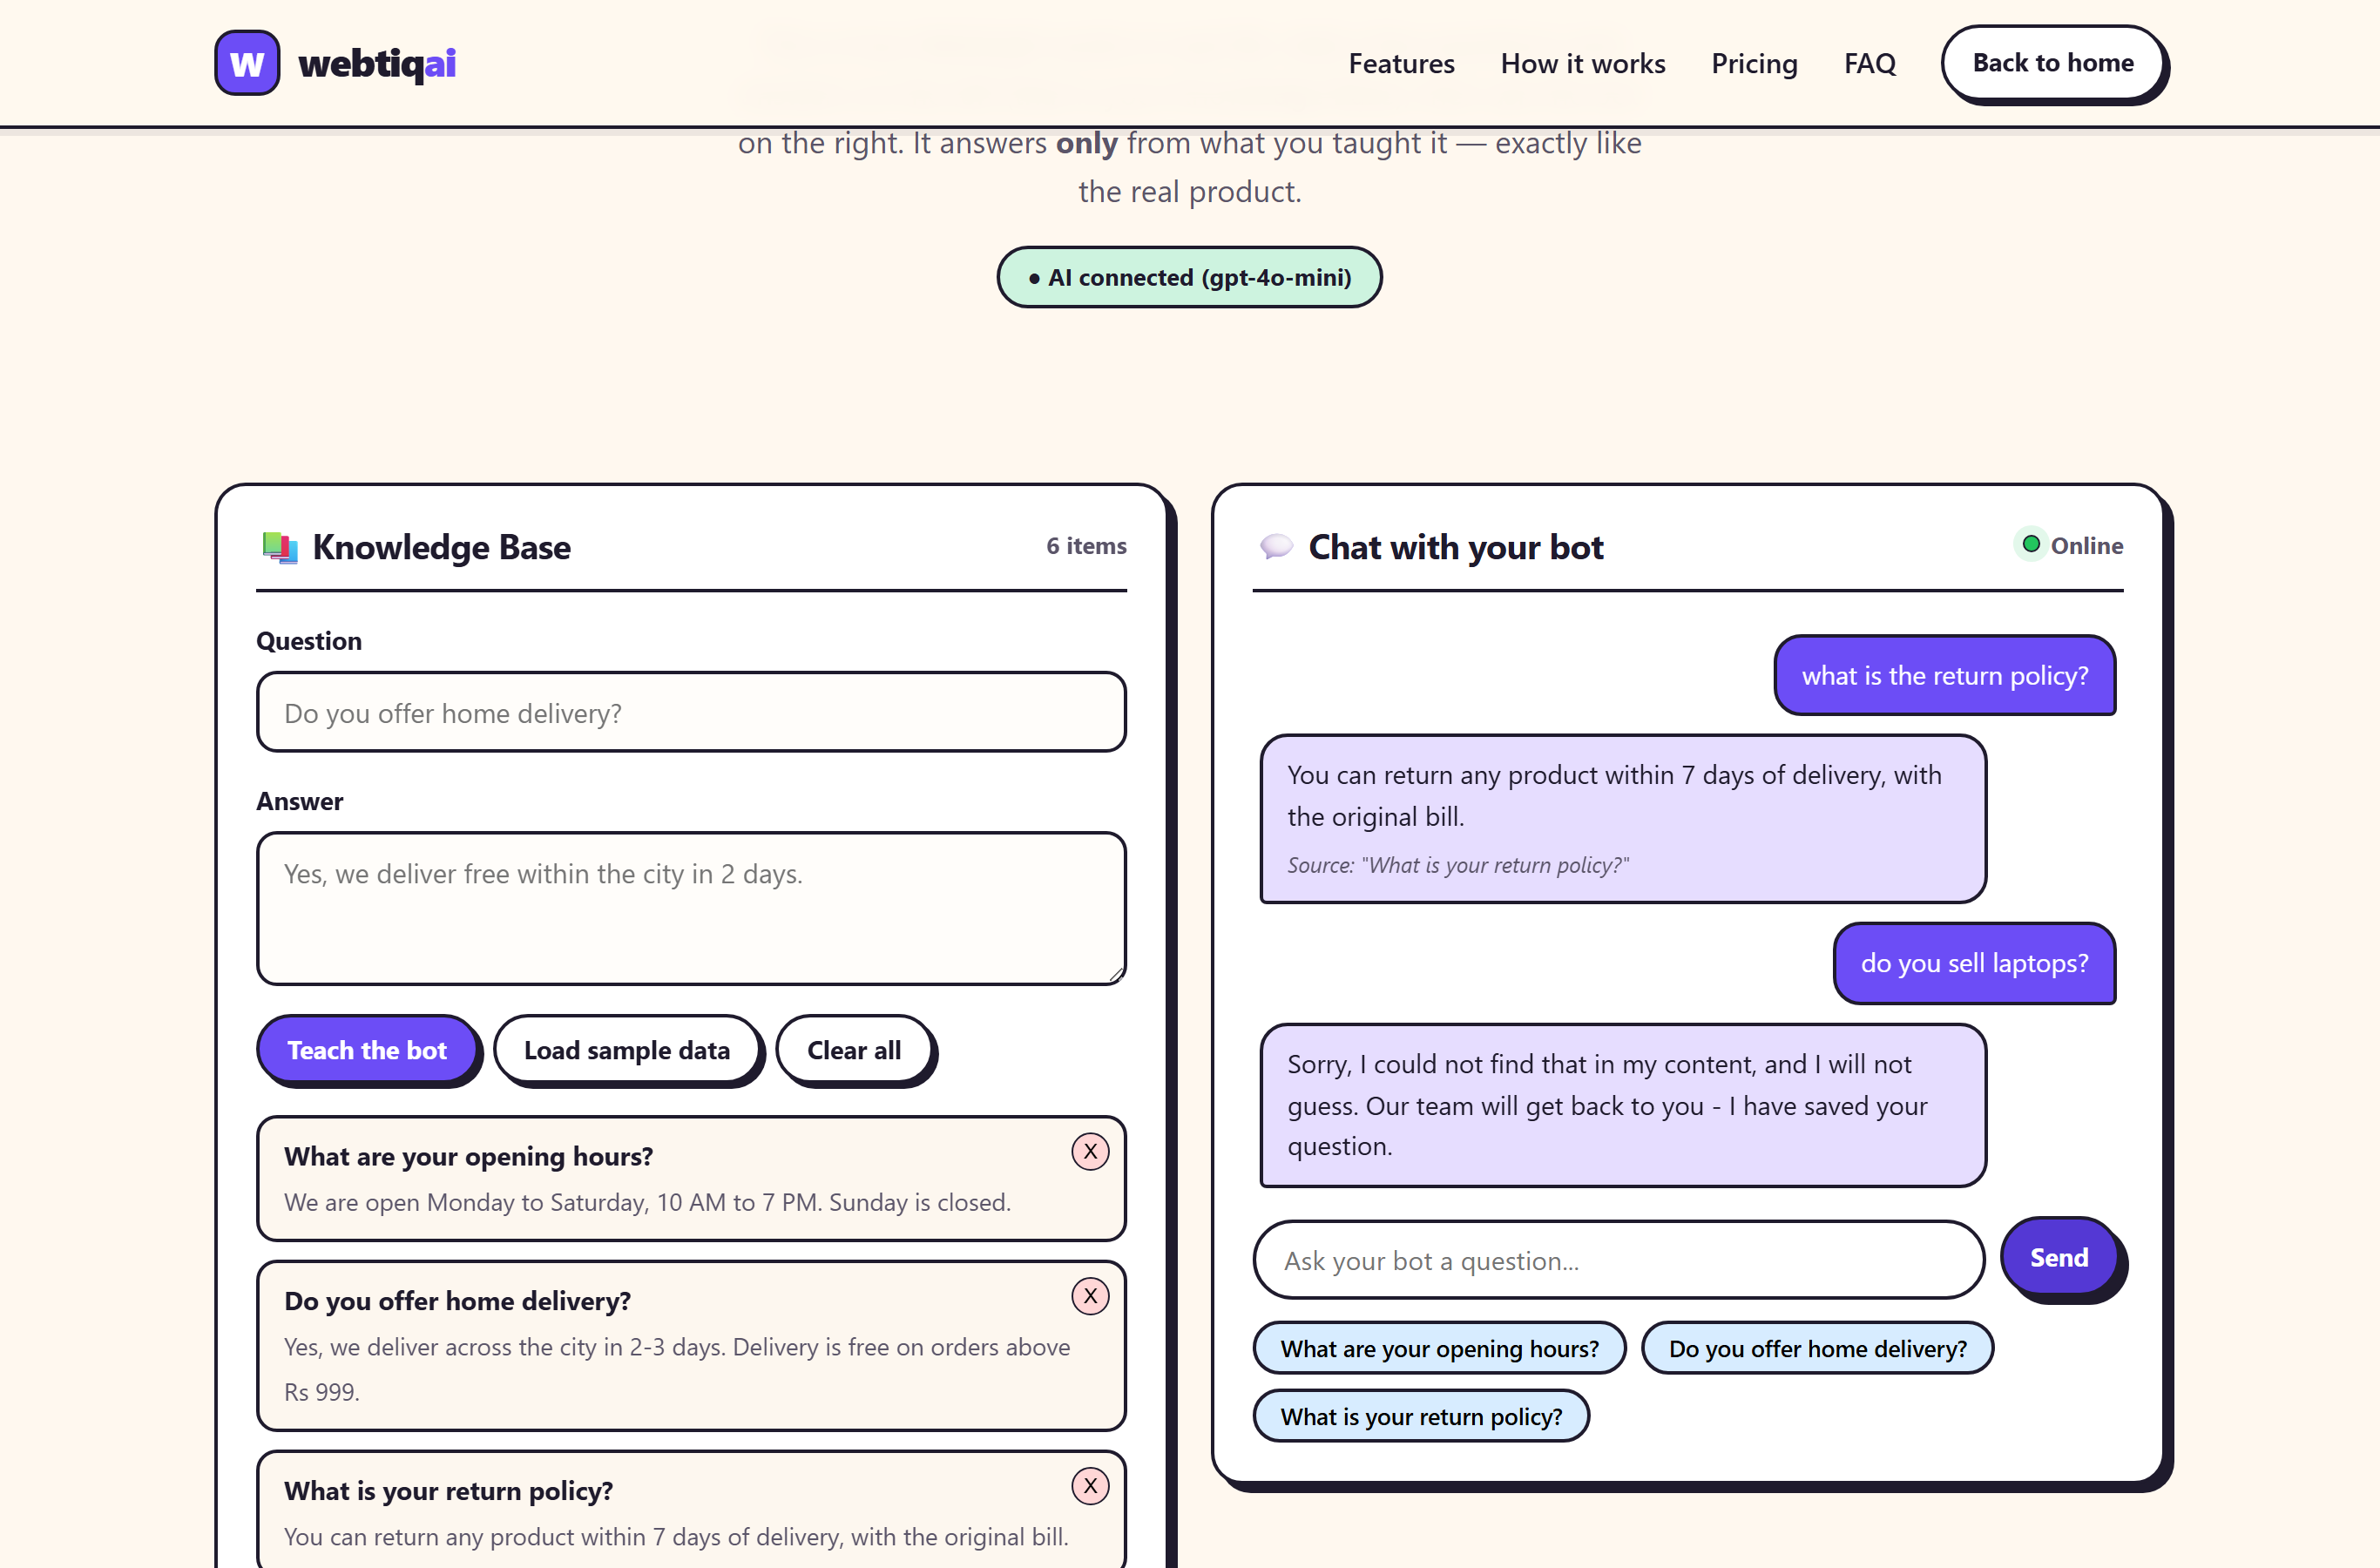 W webtiqai
Features How it works Pricing FAQ Back to home
on the right. It answers only from what you taught it — exactly like
the real product.
● AI connected (gpt-4o-mini)
Knowledge Base 6 items
Question
Do you offer home delivery?
Answer
Yes, we deliver free within the city in 2 days.
Teach the bot Load sample data Clear all
What are your opening hours? X
We are open Monday to Saturday, 10 AM to 7 PM. Sunday is closed.
Do you offer home delivery? X
Yes, we deliver across the city in 2-3 days. Delivery is free on orders above
Rs 999.
What is your return policy? X
You can return any product within 7 days of delivery, with the original bill.
Chat with your bot Online
what is the return policy?
You can return any product within 7 days of delivery, with
the original bill.
Source: "What is your return policy?"
do you sell laptops?
Sorry, I could not find that in my content, and I will not
guess. Our team will get back to you - I have saved your
question.
Ask your bot a question... Send
What are your opening hours? Do you offer home delivery?
What is your return policy?